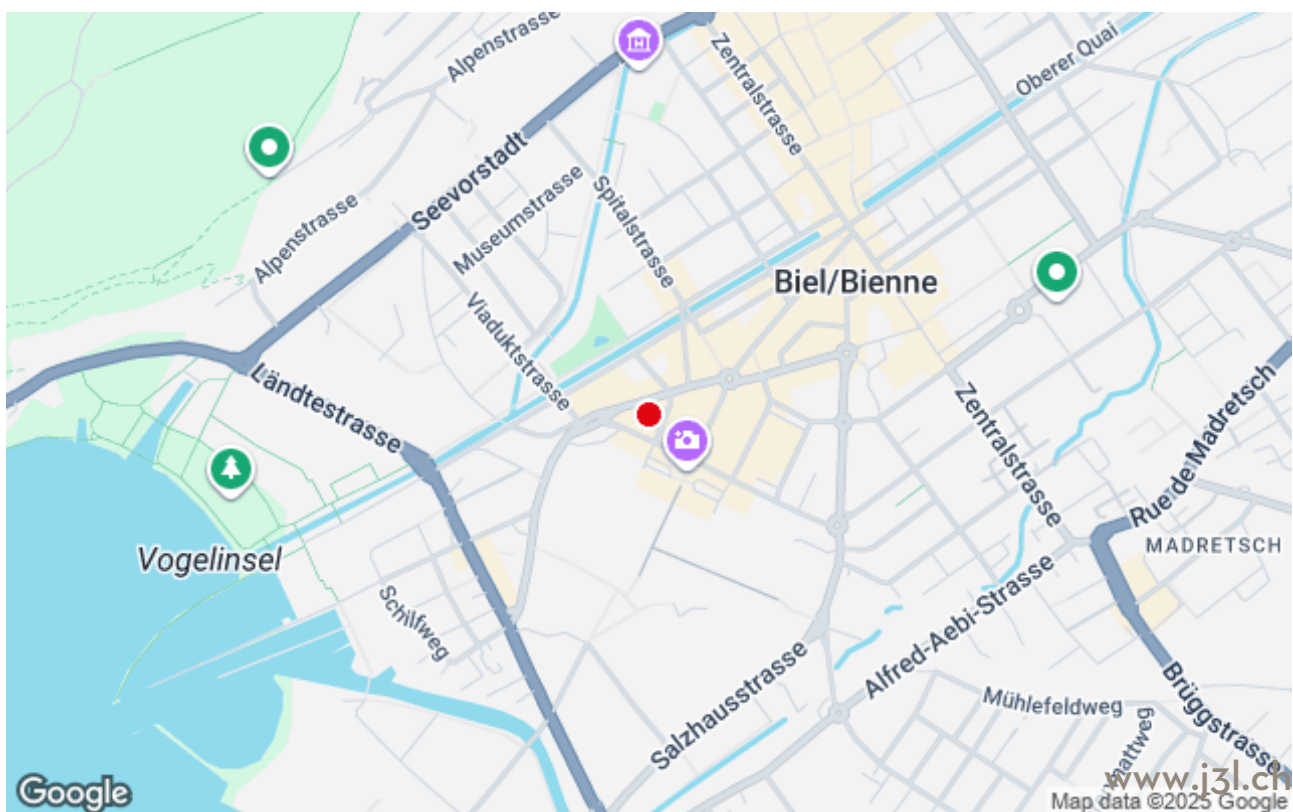 Alpenstrasse
Zentralstrasse
Oberer Quai
Seevorstadt
Museumstrasse
Spitalstrasse
Alpenstrasse
Biel/Bienne
Viaduktstrasse
Ländtestrasse
Zentralstrasse
Rue de Madretsch
MADRETSCH
Vogelinsel
Schilfweg
Alfred-Aebi-Strasse
Salzhausstrasse
Mühlefeldweg
Brüggstrasse
www.j3l.ch
Google
Map data ©2025 Google